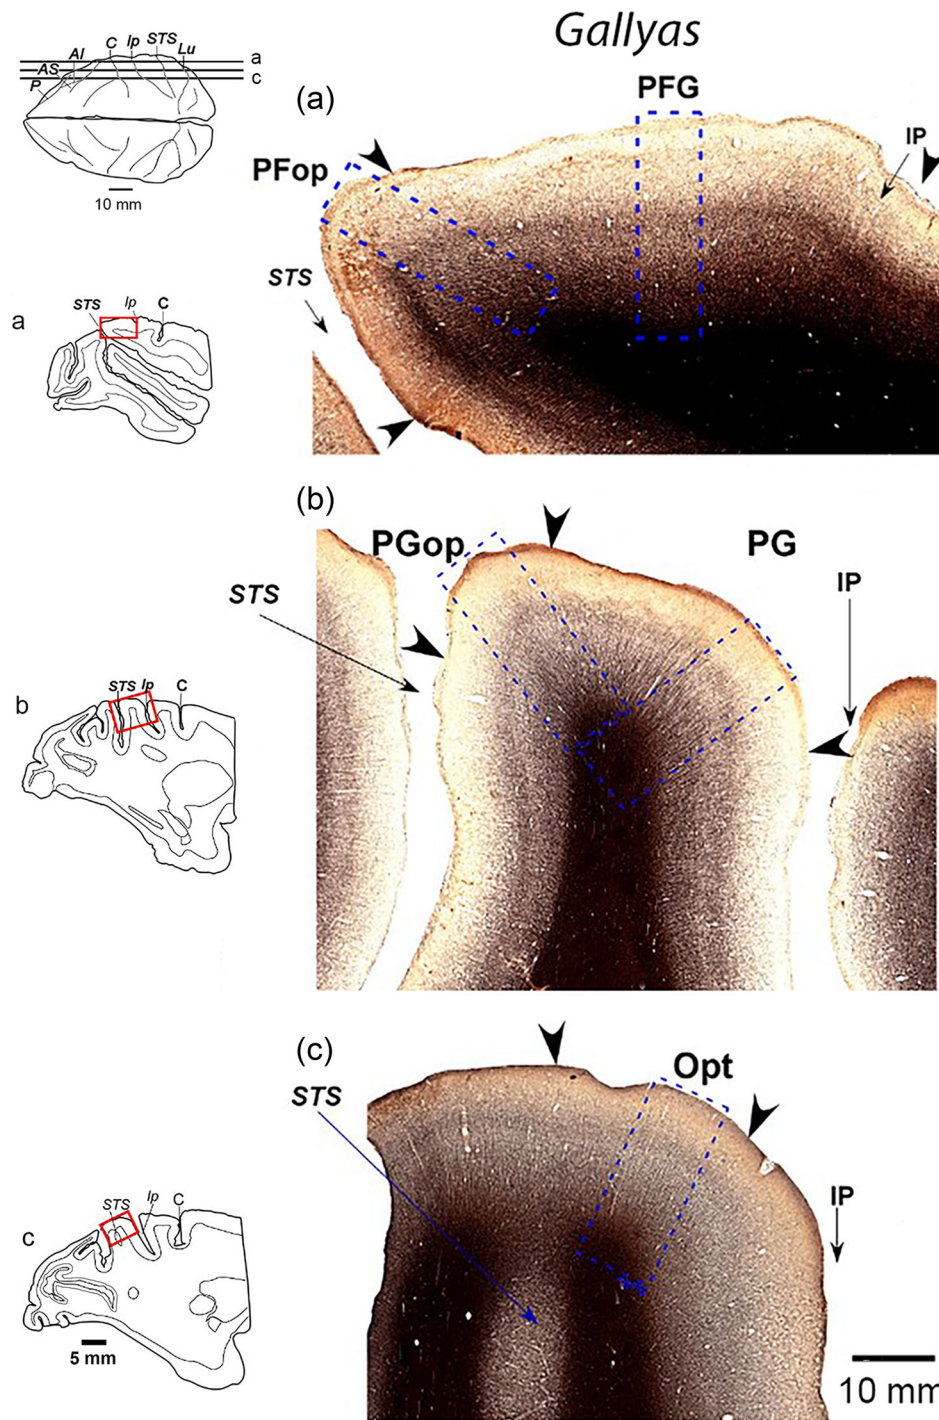 Gallyas
AI C Ip STS Lu
AS
P
a
c
10 mm
(a)
PFG
PFop
IP
STS
a
STS Ip C
(b)
PGop PG
STS
IP
b
STS Ip C
(c)
Opt
STS
IP
c
STS Ip C
5 mm
10 mm